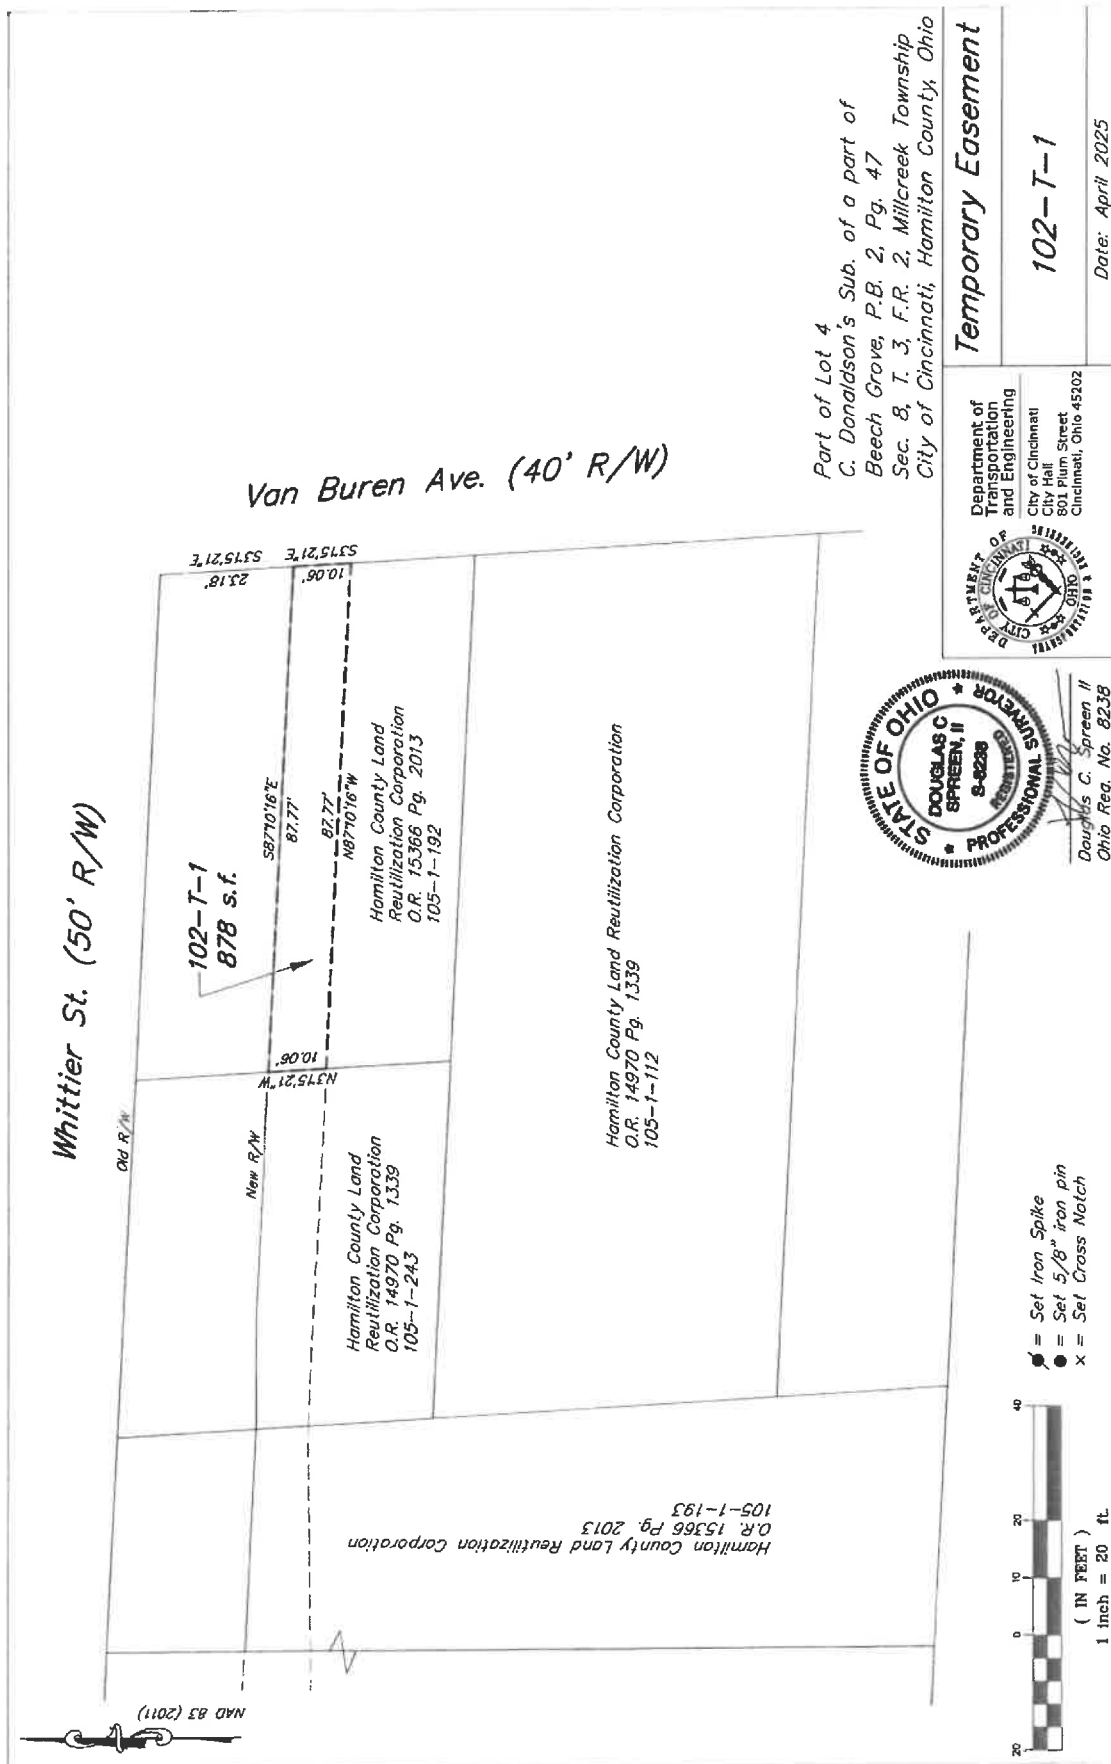 Whittier St. (50' R/W)
Van Buren Ave. (40' R/W)
Old R/W
New R/W
102-T-1
878 s.f.
S87°10'16"E
87.77'
87.77'
N87°10'16"W
S3°15'21"E
23.18'
S3°15'21"E
10.06'
N3°15'21"W
10.06'
Hamilton County Land
Reutilization Corporation
O.R. 15366 Pg. 2013
105-1-192
Hamilton County Land
Reutilization Corporation
O.R. 14970 Pg. 1339
105-1-243
Hamilton County Land Reutilization Corporation
O.R. 14970 Pg. 1339
105-1-112
Hamilton County Land Reutilization Corporation
O.R. 15366 Pg. 2013
105-1-193
NAD 83 (2011)
Part of Lot 4
C. Donaldson's Sub. of a part of
Beech Grove, P.B. 2, Pg. 47
Sec. 8, T. 3, F.R. 2, Millcreek Township
City of Cincinnati, Hamilton County, Ohio
20 0 10 20 40
( IN FEET )
1 inch = 20 ft.
= Set Iron Spike
● = Set 5/8" iron pin
x = Set Cross Notch
STATE OF OHIO
DOUGLAS C
SPREEN, II
S-8238
REGISTERED
PROFESSIONAL SURVEYOR
Douglas C. Spreen II
Ohio Reg. No. 8238
DEPARTMENT OF
CITY OF CINCINNATI
OHIO
Department of
Transportation
and Engineering
City of Cincinnati
City Hall
801 Plum Street
Cincinnati, Ohio 45202
Temporary Easement
102-T-1
Date: April 2025